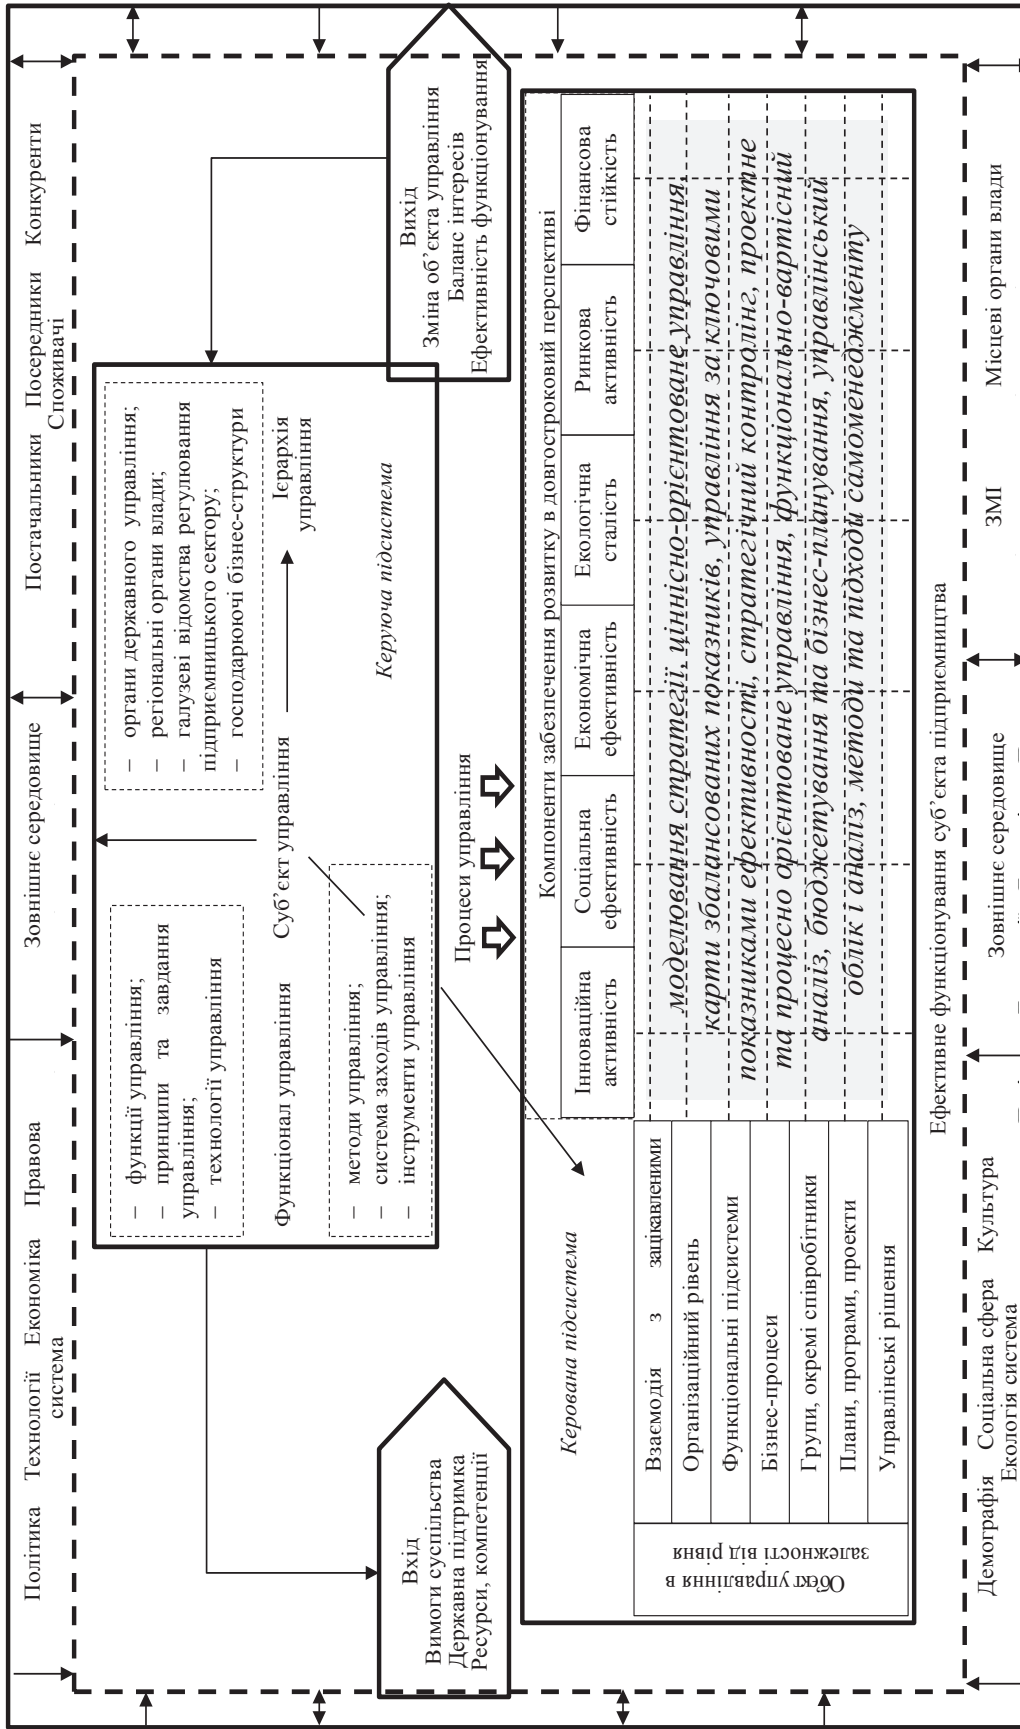 Політика Технології Економіка Правова
система
Зовнішнє середовище
Постачальники Посередники Конкуренти
Споживачі
– функції управління;
– принципи та завдання
управління;
– технології управління
Функціонал управління
– методи управління;
– система заходів управління;
– інструменти управління
Суб’єкт управління
– органи державного управління;
– регіональні органи влади;
– галузеві відомства регулювання
підприємницького сектору;
– господарюючі бізнес-структури
Ієрархія
управління
Керуюча підсистема
Вхід
Вимоги суспільства
Державна підтримка
Ресурси, компетенції
Процеси управління
Вихід
Зміна об’єкта управління
Баланс інтересів
Ефективність функціонування
Керована підсистема
Компоненти забезпечення розвитку в довгостроковій перспективі
Інноваційна
активність
Соціальна
ефективність
Економічна
ефективність
Екологічна
сталість
Ринкова
активність
Фінансова
стійкість
Об'єкт управління в
залежності від рівня
Взаємодія з зацікавленими
Організаційний рівень
Функціональні підсистеми
Бізнес-процеси
Групи, окремі співробітники
Плани, програми, проекти
Управлінські рішення
моделювання стратегії, ціннісно-орієнтоване управління,
карти збалансованих показників, управління за ключовими
показниками ефективності, стратегічний контролінг, проектне
та процесно орієнтоване управління, функціонально-вартісний
аналіз, бюджетування та бізнес-планування, управлінський
облік і аналіз, методи та підходи самоменеджменту
Ефективне функціонування суб’єкта підприємництва
Демографія Соціальна сфера Культура
Екологія система
Зовнішнє середовище
ЗМІ
Місцеві органи влади